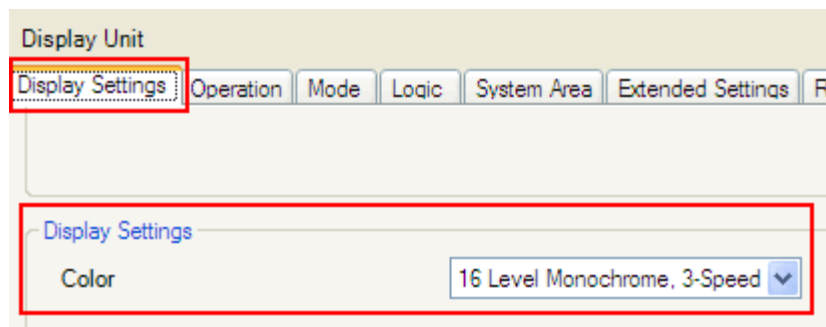 Display Unit
Display Settings Operation Mode Logic System Area Extended Settings
Display Settings
Color 16 Level Monochrome, 3-Speed